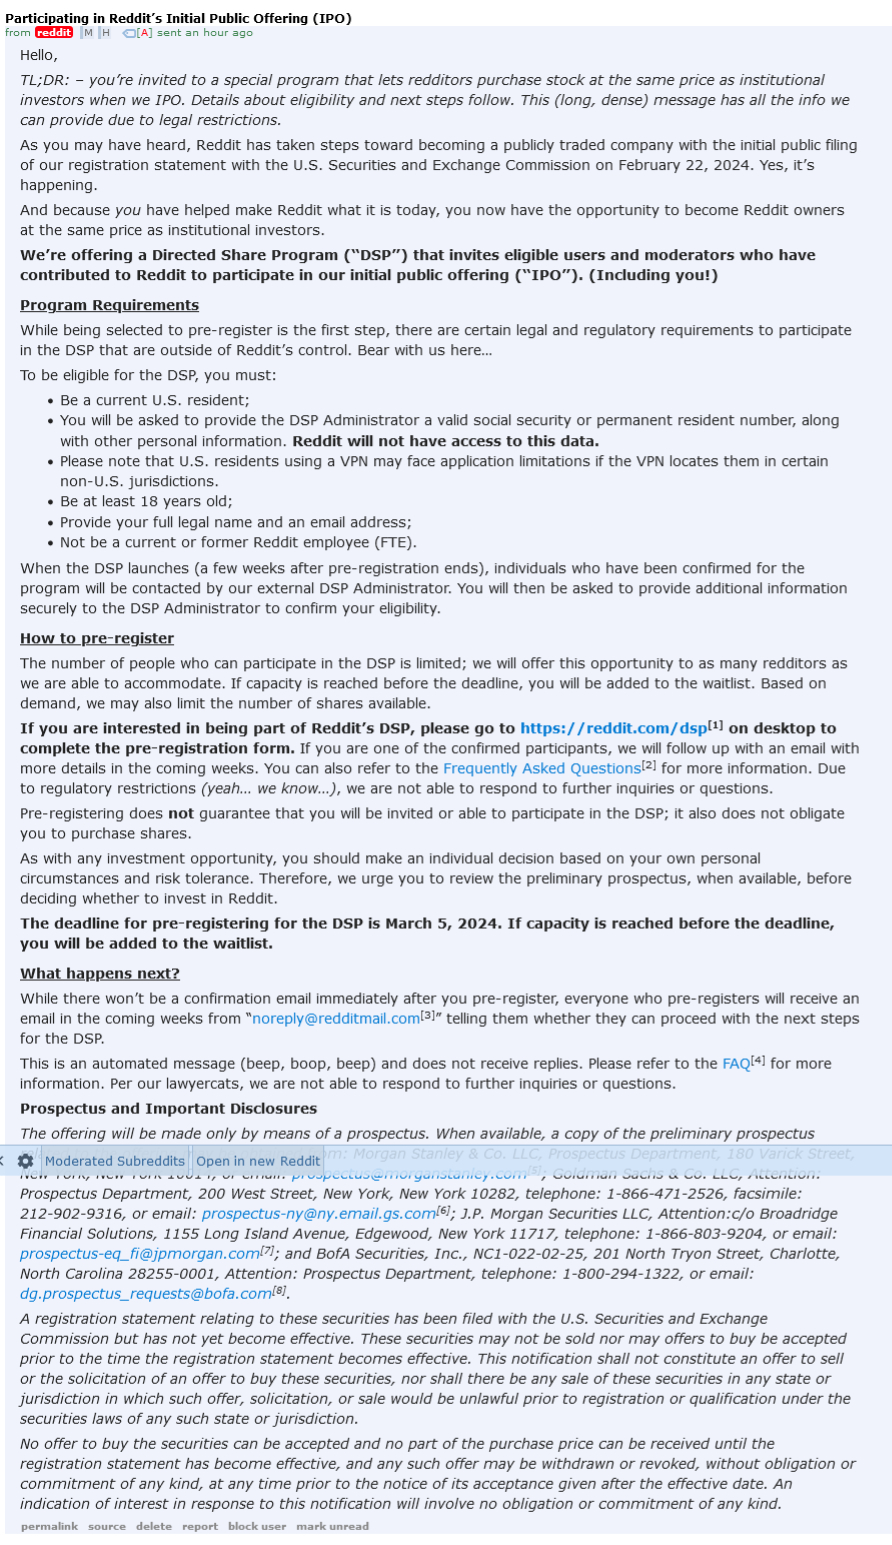 Participating in Reddit’s Initial Public Offering (IPO)
from reddit M H [A] sent an hour ago
Hello,
TL;DR: – you’re invited to a special program that lets redditors purchase stock at the same price as institutional
investors when we IPO. Details about eligibility and next steps follow. This (long, dense) message has all the info we
can provide due to legal restrictions.
As you may have heard, Reddit has taken steps toward becoming a publicly traded company with the initial public filing
of our registration statement with the U.S. Securities and Exchange Commission on February 22, 2024. Yes, it’s
happening.
And because you have helped make Reddit what it is today, you now have the opportunity to become Reddit owners
at the same price as institutional investors.
We’re offering a Directed Share Program (“DSP”) that invites eligible users and moderators who have
contributed to Reddit to participate in our initial public offering (“IPO”). (Including you!)
Program Requirements
While being selected to pre-register is the first step, there are certain legal and regulatory requirements to participate
in the DSP that are outside of Reddit’s control. Bear with us here…
To be eligible for the DSP, you must:
• Be a current U.S. resident;
• You will be asked to provide the DSP Administrator a valid social security or permanent resident number, along
with other personal information. Reddit will not have access to this data.
• Please note that U.S. residents using a VPN may face application limitations if the VPN locates them in certain
non-U.S. jurisdictions.
• Be at least 18 years old;
• Provide your full legal name and an email address;
• Not be a current or former Reddit employee (FTE).
When the DSP launches (a few weeks after pre-registration ends), individuals who have been confirmed for the
program will be contacted by our external DSP Administrator. You will then be asked to provide additional information
securely to the DSP Administrator to confirm your eligibility.
How to pre-register
The number of people who can participate in the DSP is limited; we will offer this opportunity to as many redditors as
we are able to accommodate. If capacity is reached before the deadline, you will be added to the waitlist. Based on
demand, we may also limit the number of shares available.
If you are interested in being part of Reddit’s DSP, please go to https://reddit.com/dsp[1] on desktop to
complete the pre-registration form. If you are one of the confirmed participants, we will follow up with an email with
more details in the coming weeks. You can also refer to the Frequently Asked Questions[2] for more information. Due
to regulatory restrictions (yeah… we know…), we are not able to respond to further inquiries or questions.
Pre-registering does not guarantee that you will be invited or able to participate in the DSP; it also does not obligate
you to purchase shares.
As with any investment opportunity, you should make an individual decision based on your own personal
circumstances and risk tolerance. Therefore, we urge you to review the preliminary prospectus, when available, before
deciding whether to invest in Reddit.
The deadline for pre-registering for the DSP is March 5, 2024. If capacity is reached before the deadline,
you will be added to the waitlist.
What happens next?
While there won’t be a confirmation email immediately after you pre-register, everyone who pre-registers will receive an
email in the coming weeks from “noreply@redditmail.com[3]” telling them whether they can proceed with the next steps
for the DSP.
This is an automated message (beep, boop, beep) and does not receive replies. Please refer to the FAQ[4] for more
information. Per our lawyercats, we are not able to respond to further inquiries or questions.
Prospectus and Important Disclosures
The offering will be made only by means of a prospectus. When available, a copy of the preliminary prospectus
Morgan Stanley & Co. LLC, Prospectus Department, 180 Varick Street,
Moderated Subreddits Open new Reddit
New York, New York 10014, or email: prospectus@morganstanley.com[5]; Goldman Sachs & Co. LLC, Attention:
Prospectus Department, 200 West Street, New York, New York 10282, telephone: 1-866-471-2526, facsimile:
212-902-9316, or email: prospectus-ny@ny.email.gs.com[6]; J.P. Morgan Securities LLC, Attention:c/o Broadridge
Financial Solutions, 1155 Long Island Avenue, Edgewood, New York 11717, telephone: 1-866-803-9204, or email:
prospectus-eq_fi@jpmorgan.com[7]; and BofA Securities, Inc., NC1-022-02-25, 201 North Tryon Street, Charlotte,
North Carolina 28255-0001, Attention: Prospectus Department, telephone: 1-800-294-1322, or email:
dg.prospectus_requests@bofa.com[8].
A registration statement relating to these securities has been filed with the U.S. Securities and Exchange
Commission but has not yet become effective. These securities may not be sold nor may offers to buy be accepted
prior to the time the registration statement becomes effective. This notification shall not constitute an offer to sell
or the solicitation of an offer to buy these securities, nor shall there be any sale of these securities in any state or
jurisdiction in which such offer, solicitation, or sale would be unlawful prior to registration or qualification under the
securities laws of any such state or jurisdiction.
No offer to buy the securities can be accepted and no part of the purchase price can be received until the
registration statement has become effective, and any such offer may be withdrawn or revoked, without obligation or
commitment of any kind, at any time prior to the notice of its acceptance given after the effective date. An
indication of interest in response to this notification will involve no obligation or commitment of any kind.
permalink source delete report block user mark unread